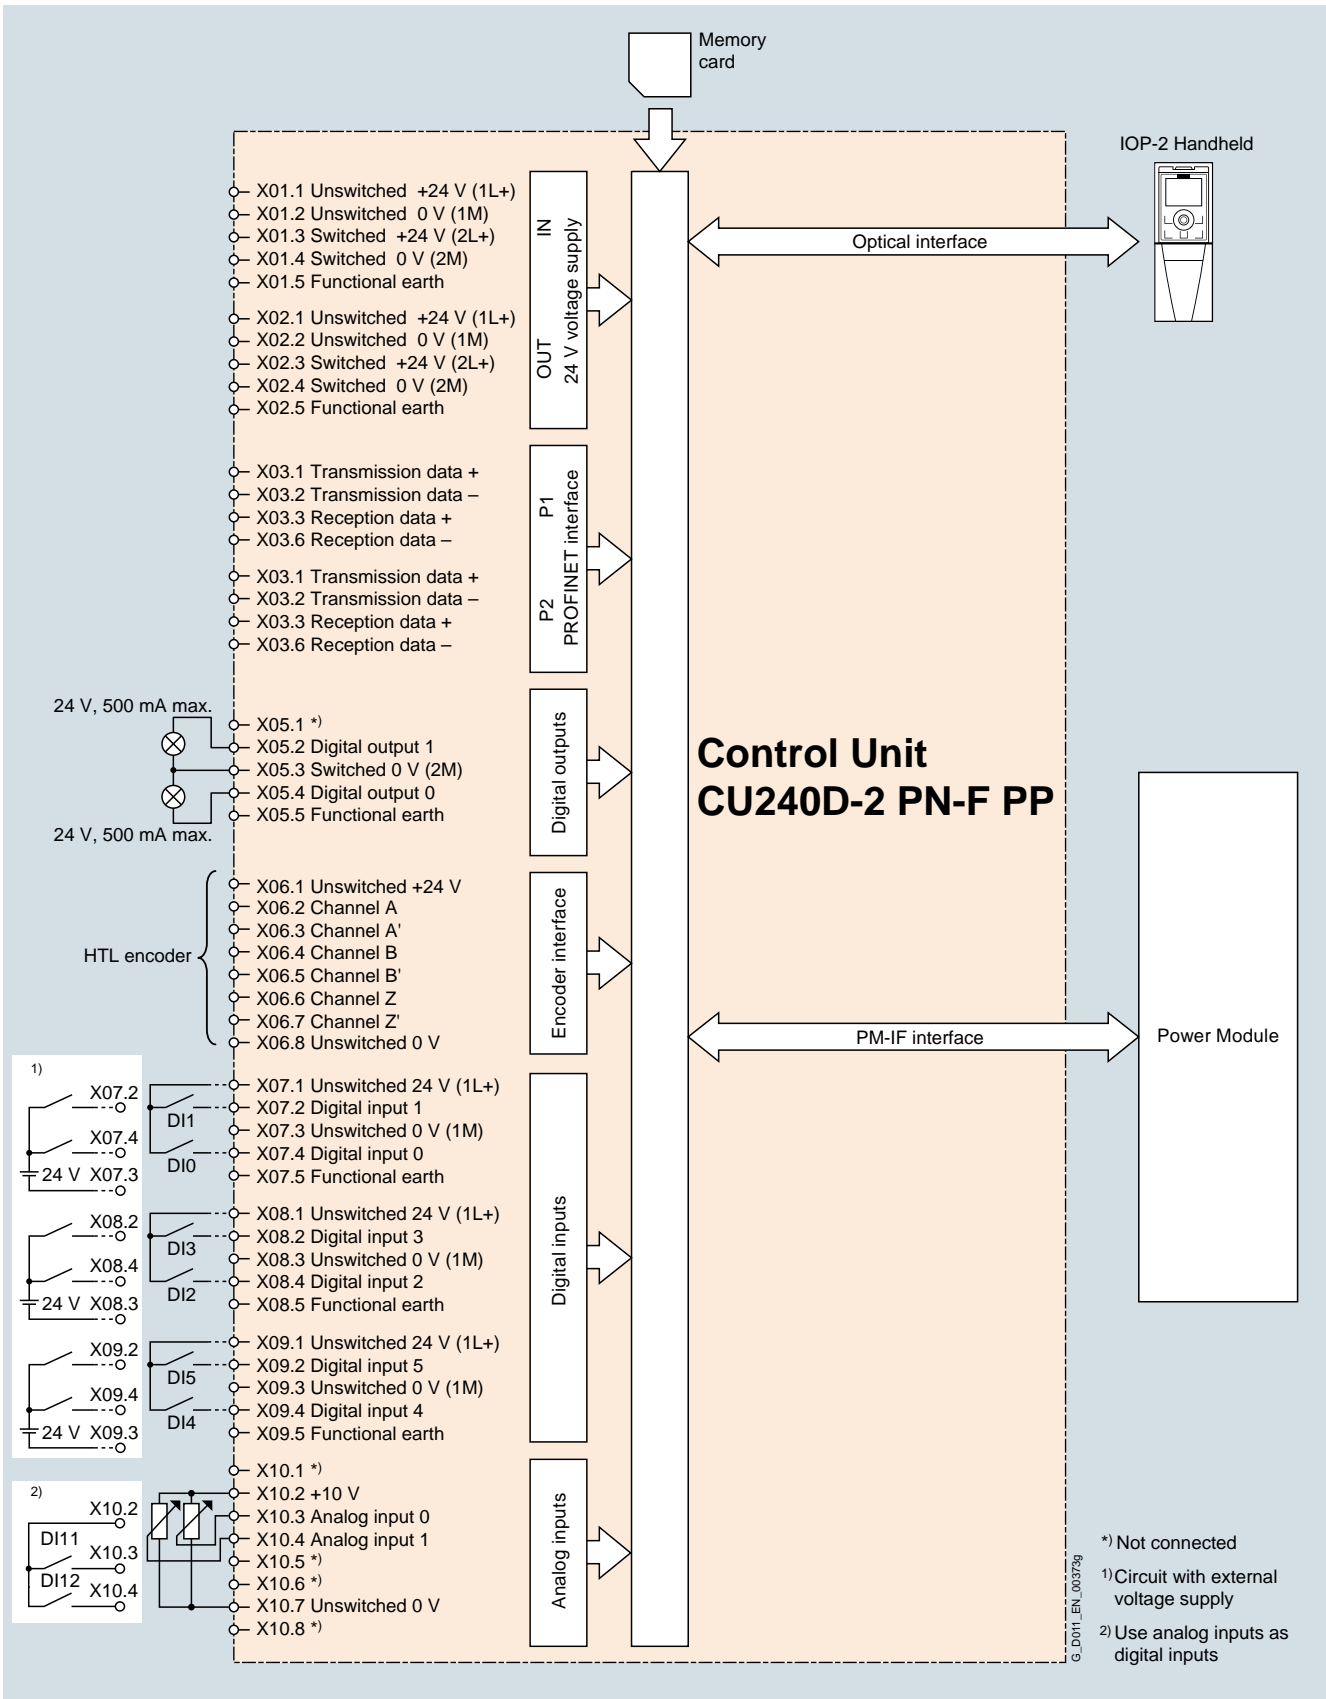 Memory
card
IOP-2 Handheld
X01.1 Unswitched +24 V (1L+)
X01.2 Unswitched 0 V (1M)
X01.3 Switched +24 V (2L+)
X01.4 Switched 0 V (2M)
X01.5 Functional earth
X02.1 Unswitched +24 V (1L+)
X02.2 Unswitched 0 V (1M)
X02.3 Switched +24 V (2L+)
X02.4 Switched 0 V (2M)
X02.5 Functional earth
OUT IN
24 V voltage supply
Optical interface
X03.1 Transmission data +
X03.2 Transmission data –
X03.3 Reception data +
X03.6 Reception data –
X03.1 Transmission data +
X03.2 Transmission data –
X03.3 Reception data +
X03.6 Reception data –
P2 P1
PROFINET interface
24 V, 500 mA max.
24 V, 500 mA max.
X05.1 *)
X05.2 Digital output 1
X05.3 Switched 0 V (2M)
X05.4 Digital output 0
X05.5 Functional earth
Digital outputs
Control Unit
CU240D-2 PN-F PP
HTL encoder
X06.1 Unswitched +24 V
X06.2 Channel A
X06.3 Channel A'
X06.4 Channel B
X06.5 Channel B'
X06.6 Channel Z
X06.7 Channel Z'
X06.8 Unswitched 0 V
Encoder interface
PM-IF interface
Power Module
1)
X07.2
X07.4
24 V X07.3
DI1
DI0
X07.1 Unswitched 24 V (1L+)
X07.2 Digital input 1
X07.3 Unswitched 0 V (1M)
X07.4 Digital input 0
X07.5 Functional earth
X08.2
X08.4
24 V X08.3
DI3
DI2
X08.1 Unswitched 24 V (1L+)
X08.2 Digital input 3
X08.3 Unswitched 0 V (1M)
X08.4 Digital input 2
X08.5 Functional earth
X09.2
X09.4
24 V X09.3
DI5
DI4
X09.1 Unswitched 24 V (1L+)
X09.2 Digital input 5
X09.3 Unswitched 0 V (1M)
X09.4 Digital input 4
X09.5 Functional earth
Digital inputs
2)
X10.2
DI11
X10.3
DI12
X10.4
X10.1 *)
X10.2 +10 V
X10.3 Analog input 0
X10.4 Analog input 1
X10.5 *)
X10.6 *)
X10.7 Unswitched 0 V
X10.8 *)
Analog inputs
G_D011_EN_00373g
*) Not connected
1) Circuit with external
voltage supply
2) Use analog inputs as
digital inputs